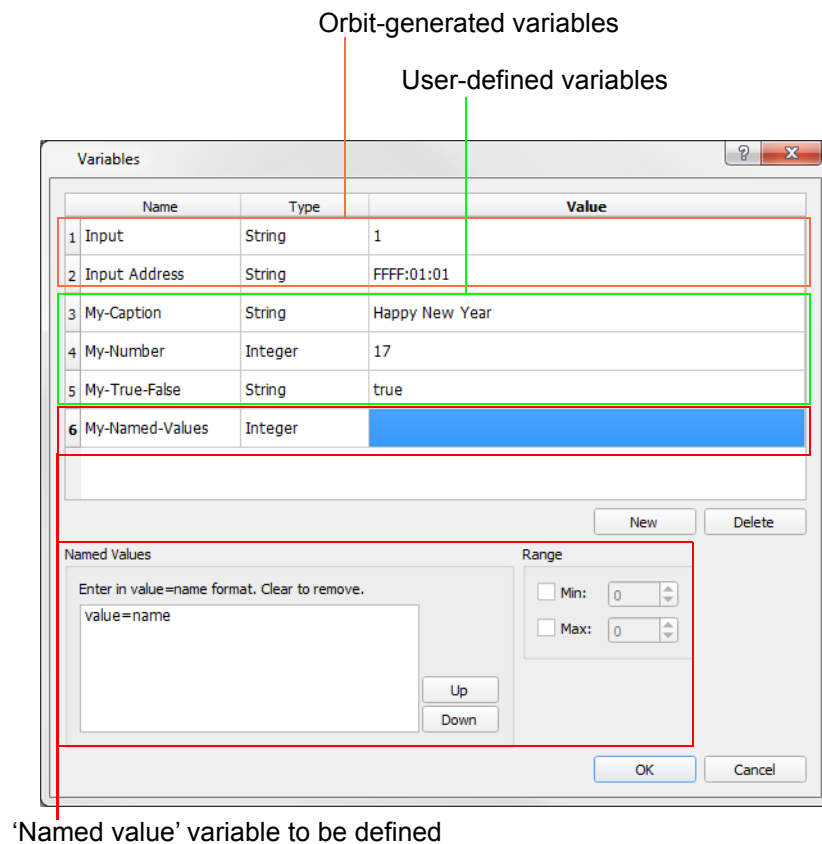 Orbit-generated variables
User-defined variables
Variables
Name Type Value
1 Input String 1
2 Input Address String FFFF:01:01
3 My-Caption String Happy New Year
4 My-Number Integer 17
5 My-True-False String true
6 My-Named-Values Integer
New Delete
Named Values Range
Enter in value=name format. Clear to remove.
value=name
Min: 0
Max: 0
Up
Down
OK Cancel
‘Named value’ variable to be defined